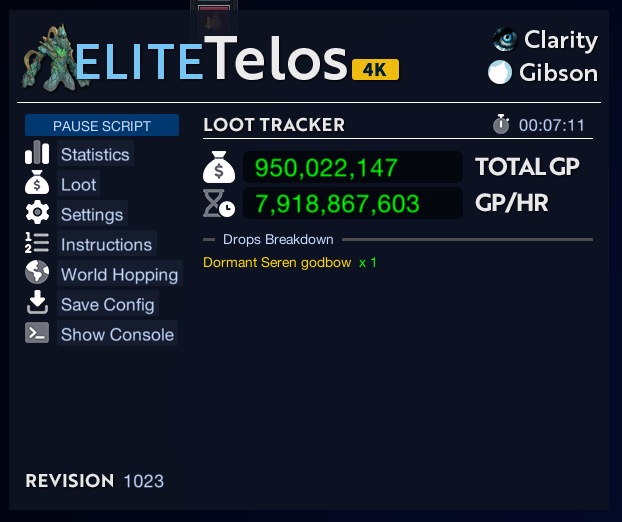 ELITETelos 4K
Clarity
Gibson
PAUSE SCRIPT
Statistics
Loot
Settings
Instructions
World Hopping
Save Config
Show Console
LOOT TRACKER 00:07:11
950,022,147 TOTAL GP
7,918,867,603 GP/HR
Drops Breakdown
Dormant Seren godbow x 1
REVISION 1023